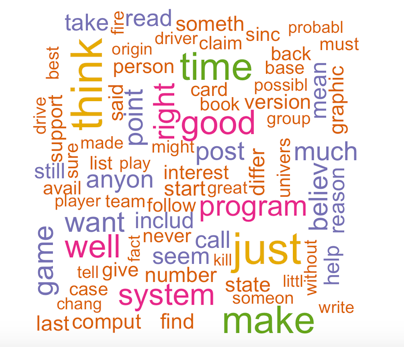 take read someth sinc probabl
fire driver claim back must
best origin person time base possibl
think said point right card book version mean graphic
drive support good group
sure made might post differ univers much
still list play interest believ reason
avail anyon start great
player team follow program
want includ
game well fact never call just without help
seem kill
tell give number state littl
case someon
chang system write
last comput find make